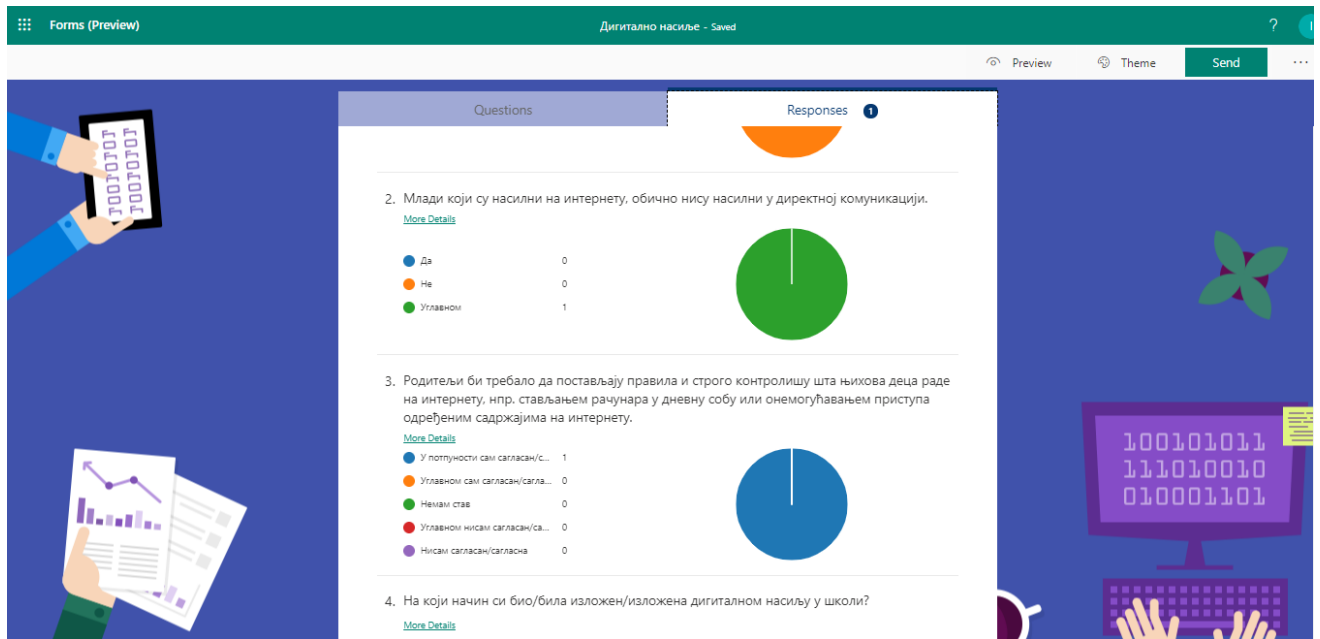 Forms (Preview)
Дигитално насиље - Saved
?
Preview
Theme
Send
...
Questions
Responses 1
2. Млади који су насилни на интернету, обично нису насилни у директној комуникацији.
More Details
Да 0
Не 0
Углавном 1
3. Родитељи би требало да постављају правила и строго контролишу шта њихова деца раде
на интернету, нпр. стављањем рачунара у дневну собу или онемогућавањем приступа
одређеним садржајима на интернету.
More Details
У потпуности сам сагласан/с... 1
Углавном сам сагласан/сагла... 0
Немам став 0
Углавном нисам сагласан/са... 0
Нисам сагласан/сагласна 0
4. На који начин си био/била изложен/изложена дигиталном насиљу у школи?
More Details
100101011
111010010
010001101